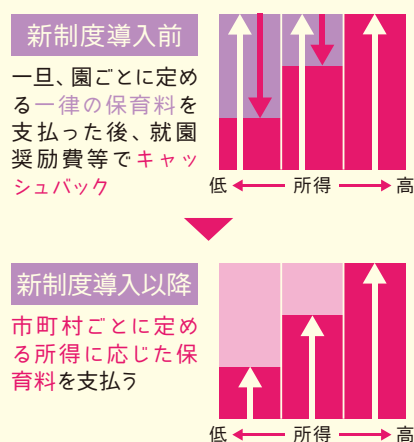 新制度導入前
一旦、園ごとに定め
る一律の保育料を
支払った後、就園
奨励費等でキャッ
シュバック
低 所得 高
新制度導入以降
市町村ごとに定め
る所得に応じた保
育料を支払う
低 所得 高